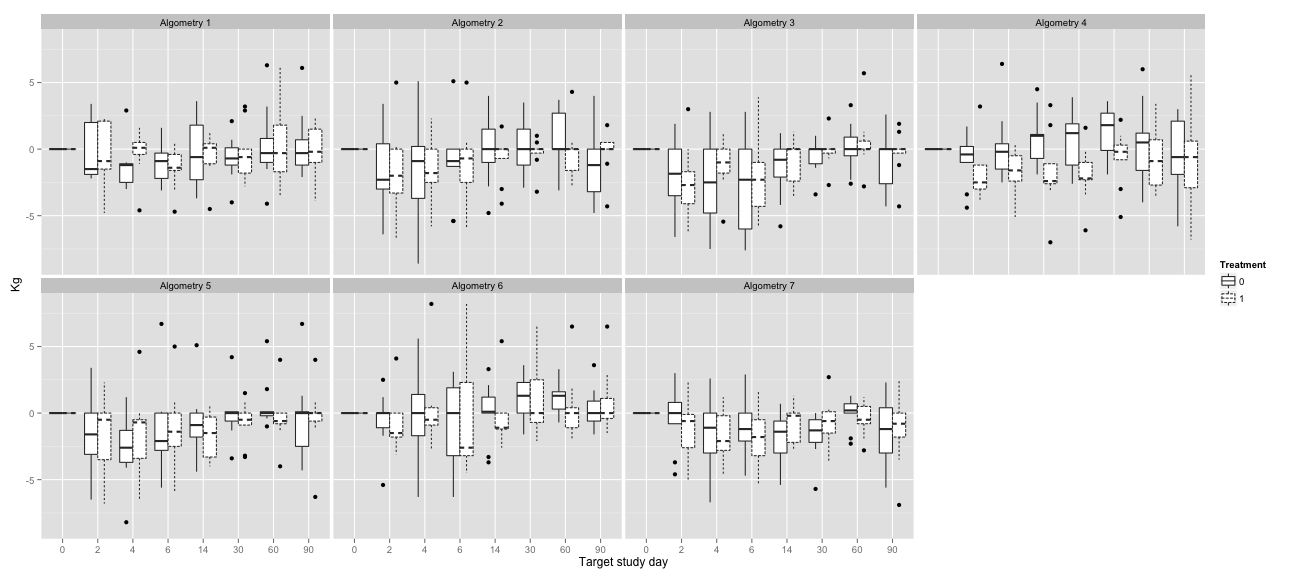 Algometry 1 Algometry 2 Algometry 3 Algometry 4
5
0
-5
Kg
Algometry 5 Algometry 6 Algometry 7
5
0
-5
0 2 4 6 14 30 60 90 0 2 4 6 14 30 60 90 0 2 4 6 14 30 60 90
Target study day
Treatment
0
1